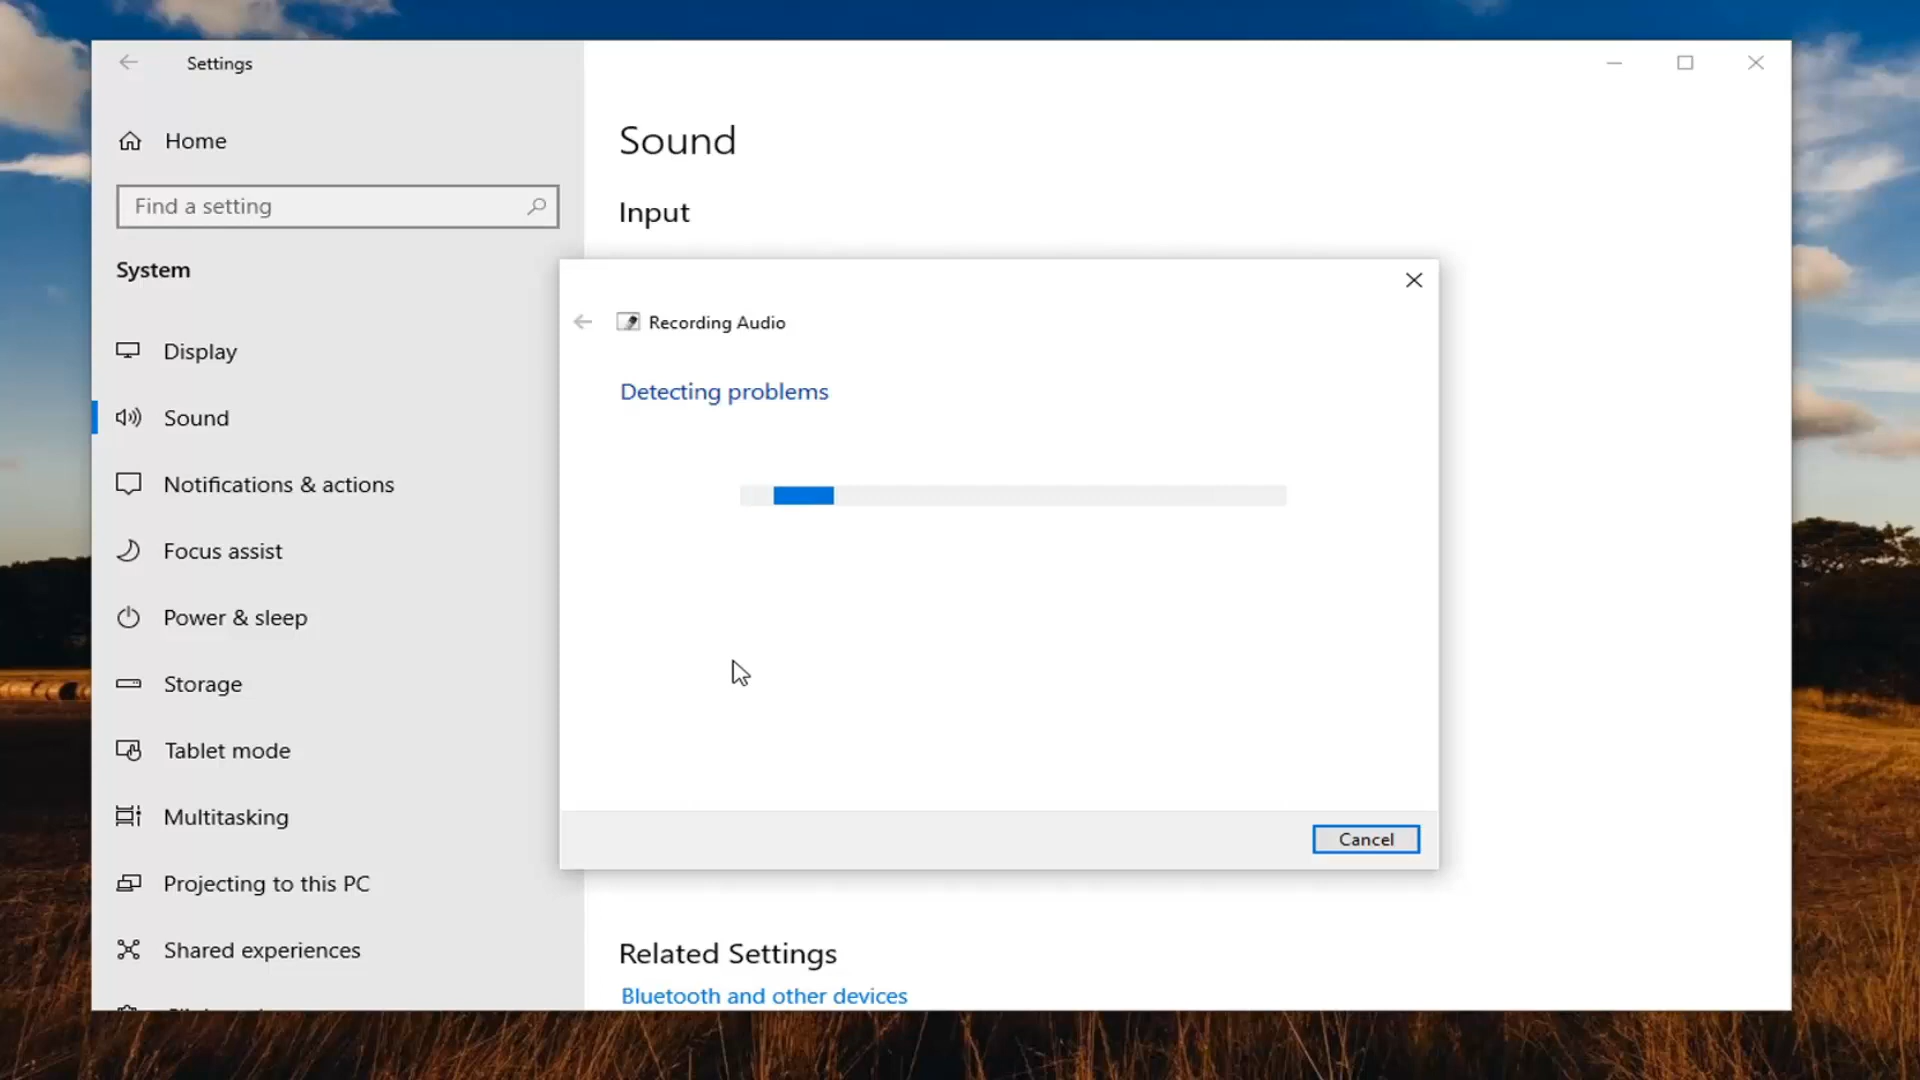 Settings
Home
Find a setting
System
Display
Sound
Notifications & actions
Focus assist
Power & sleep
Storage
Tablet mode
Multitasking
Projecting to this PC
Shared experiences
Sound
Input
Recording Audio
Detecting problems
Cancel
Related Settings
Bluetooth and other devices